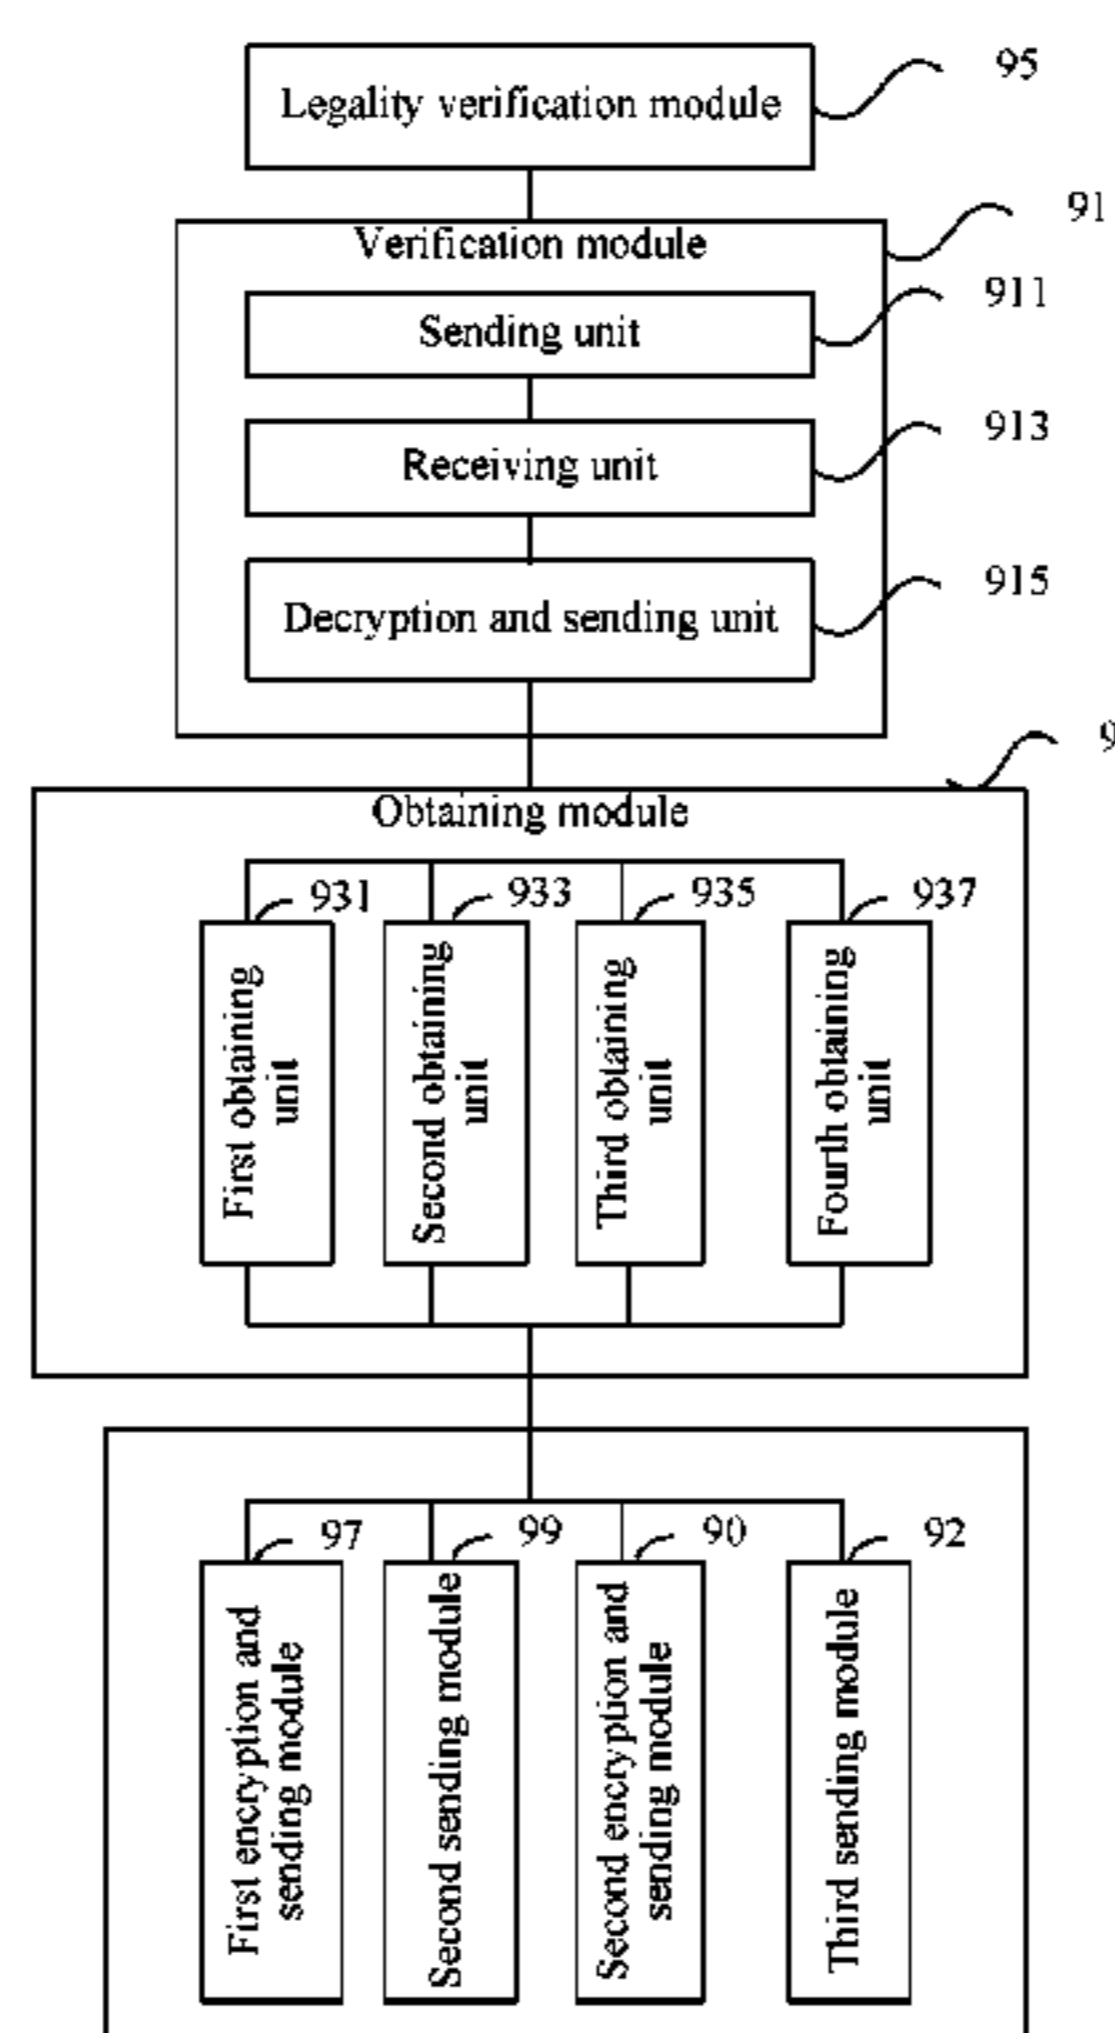 95
Legality verification module
91
Verification module
911
Sending unit
913
Receiving unit
915
Decryption and sending unit
9
Obtaining module
931
933
935
937
First obtaining
unit
Second obtaining
unit
Third obtaining
unit
Fourth obtaining
unit
97
99
90
92
First encryption and
sending module
Second sending module
Second encryption and
sending module
Third sending module